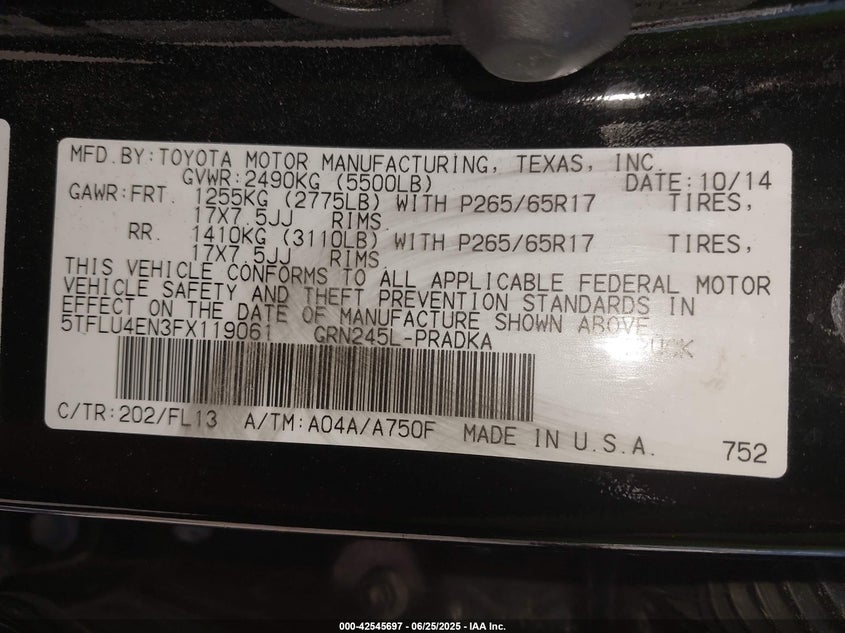 MFD.BY:TOYOTA MOTOR MANUFACTURING, TEXAS, INC.
GVWR:2490KG (5500LB) DATE:10/14
GAWR:FRT. 1255KG (2775LB) WITH P265/65R17 TIRES,
17X7.5JJ RIMS
RR. 1410KG (3110LB) WITH P265/65R17 TIRES,
17X7.5JJ RIMS
THIS VEHICLE CONFORMS TO ALL APPLICABLE FEDERAL MOTOR
VEHICLE SAFETY AND THEFT PREVENTION STANDARDS IN
EFFECT ON THE DATE OF MANUFACTURE SHOWN ABOVE.
5TFLU4EN3FX119061 GRN245L-PRADKA
C/TR:202/FL13 A/TM:A04A/A750F MADE IN U.S.A. 752
000-42545697 - 06/25/2025 - IAA Inc.